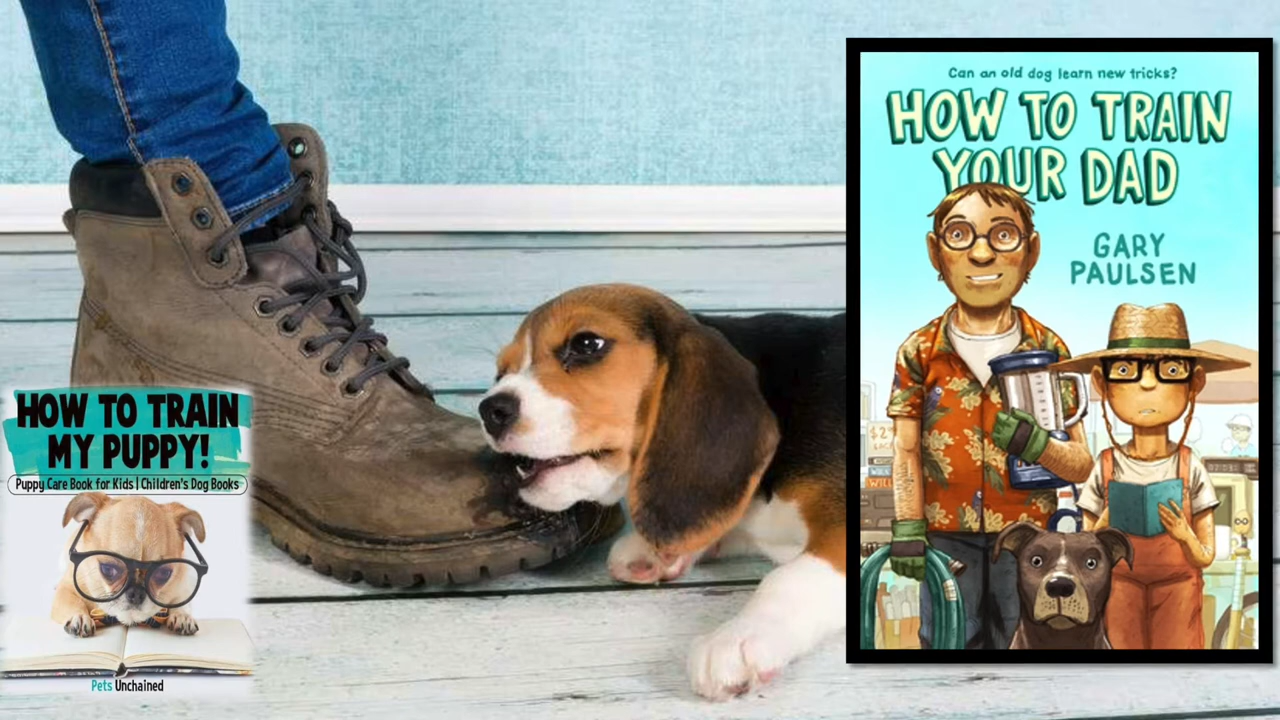 HOW TO TRAIN
MY PUPPY!
Puppy Care Book for Kids | Children's Dog Books
Pets Unchained
Can an old dog learn new tricks?
HOW TO TRAIN
YOUR DAD
GARY
PAULSEN